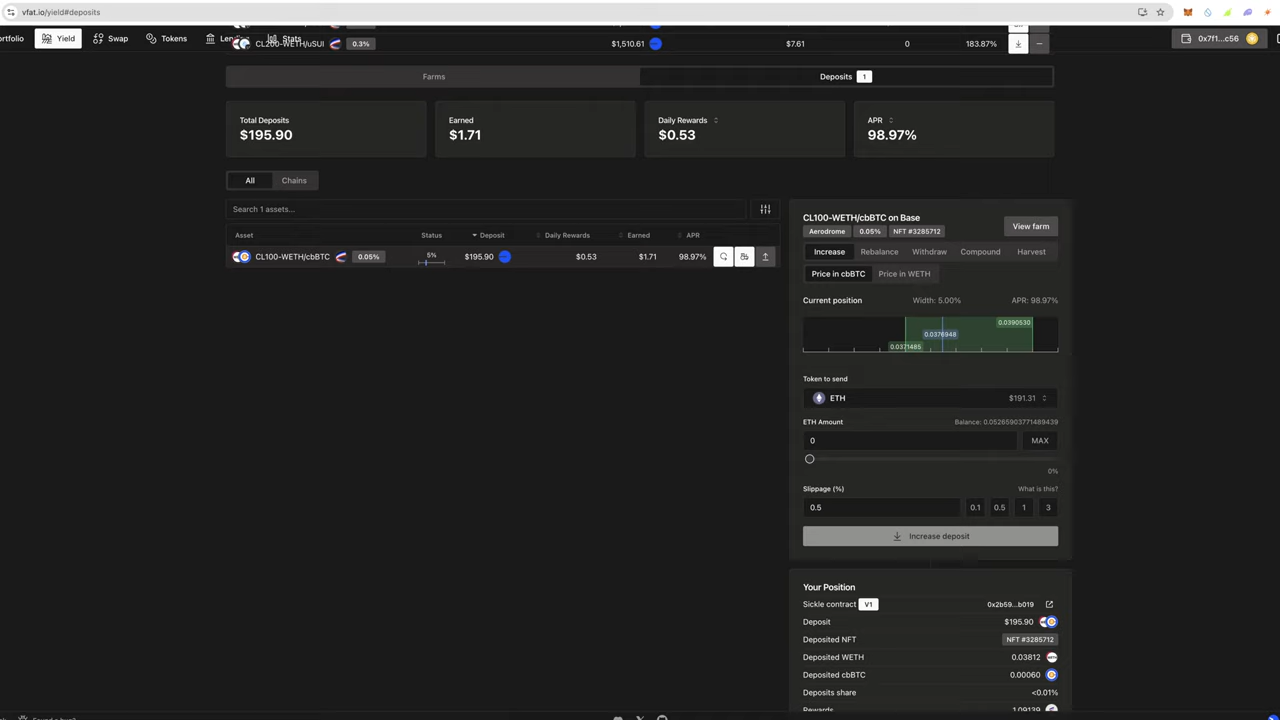 vfat.io/yield#deposits
ortfolio Yield Swap Tokens Stats 0x7f1...c56
CL200-WETH/uSUI 0.3% $1,510.61 $7.61 0 183.87%
Farms Deposits 1
Total Deposits Earned Daily Rewards APR
$195.90 $1.71 $0.53 98.97%
All Chains
Search 1 assets...
Asset Status Deposit Daily Rewards Earned APR
CL100-WETH/cbBTC 0.05% 5% $195.90 $0.53 $1.71 98.97%
CL100-WETH/cbBTC on Base View farm
Aerodrome 0.05% NFT #3285712
Increase Rebalance Withdraw Compound Harvest
Price in cbBTC Price in WETH
Current position Width: 5.00% APR: 98.97%
0.0390530
0.0376948
0.0371485
Token to send
ETH $191.31
ETH Amount Balance: 0.05265903771489439
0 MAX
0%
Slippage (%) What is this?
0.5 0.1 0.5 1 3
Increase deposit
Your Position
Sickle contract V1 0x2b59...b019
Deposit $195.90
Deposited NFT NFT #3285712
Deposited WETH 0.03812
Deposited cbBTC 0.00060
Deposits share <0.01%
Rewards 1.09139